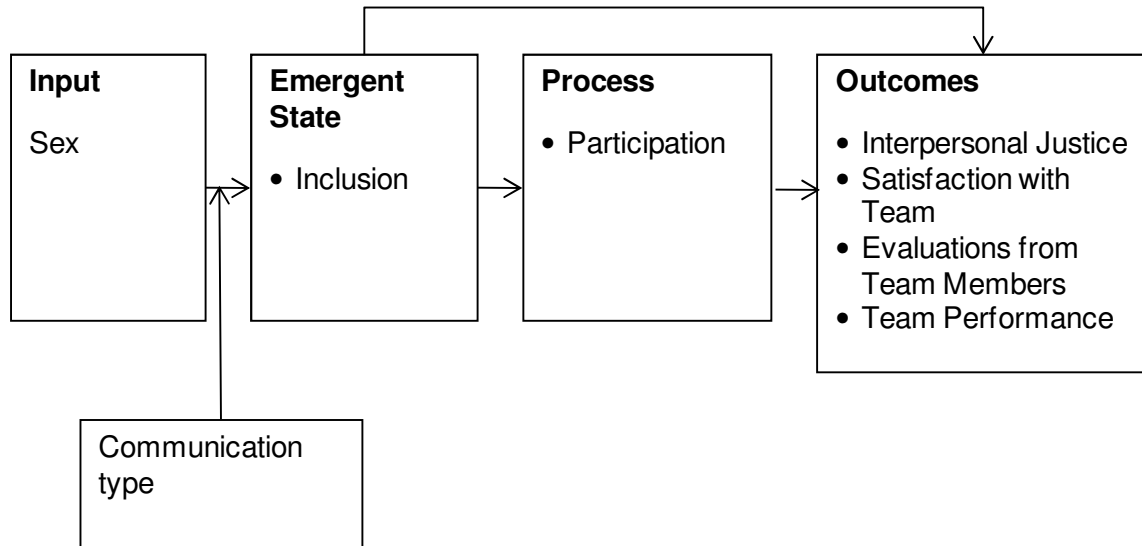 Input
Sex
Emergent
State
• Inclusion
Process
• Participation
Outcomes
• Interpersonal Justice
• Satisfaction with
Team
• Evaluations from
Team Members
• Team Performance
Communication
type